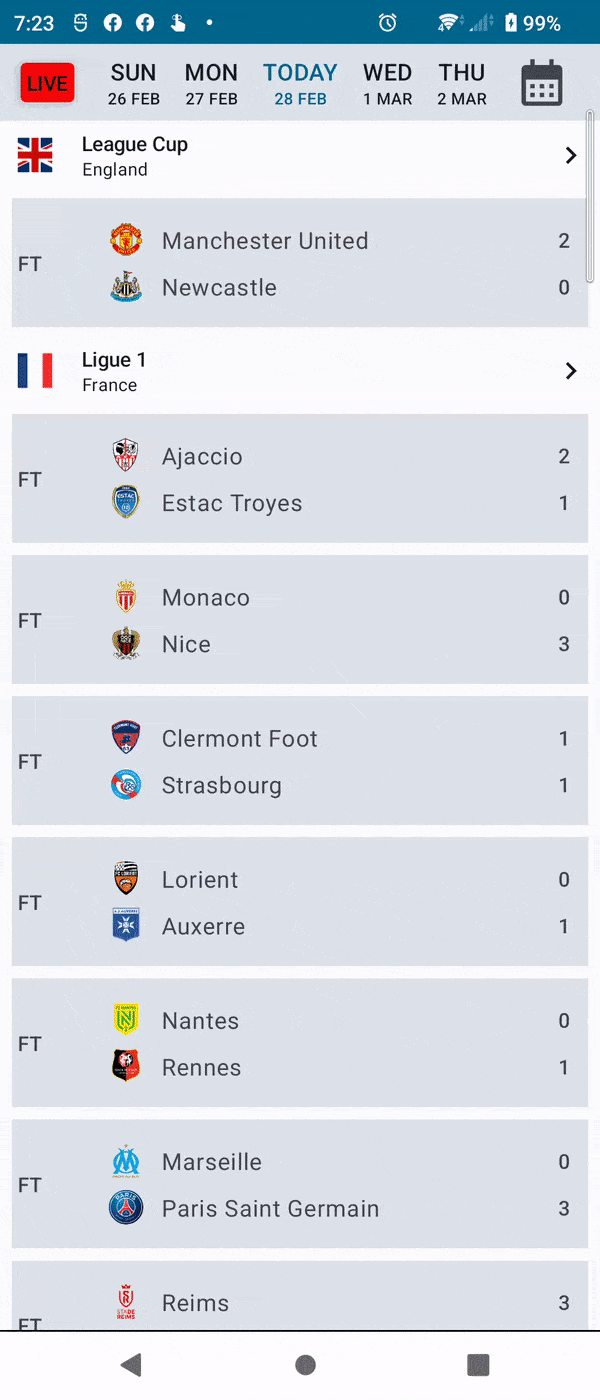 7:23 99%
LIVE
SUN MON TODAY WED THU
26 FEB 27 FEB 28 FEB 1 MAR 2 MAR
League Cup
England
Manchester United 2
FT
Newcastle 0
Ligue 1
France
Ajaccio 2
FT
Estac Troyes 1
Monaco 0
FT
Nice 3
Clermont Foot 1
FT
Strasbourg 1
Lorient 0
FT
Auxerre 1
Nantes 0
FT
Rennes 1
Marseille 0
FT
Paris Saint Germain 3
Reims 3
FT